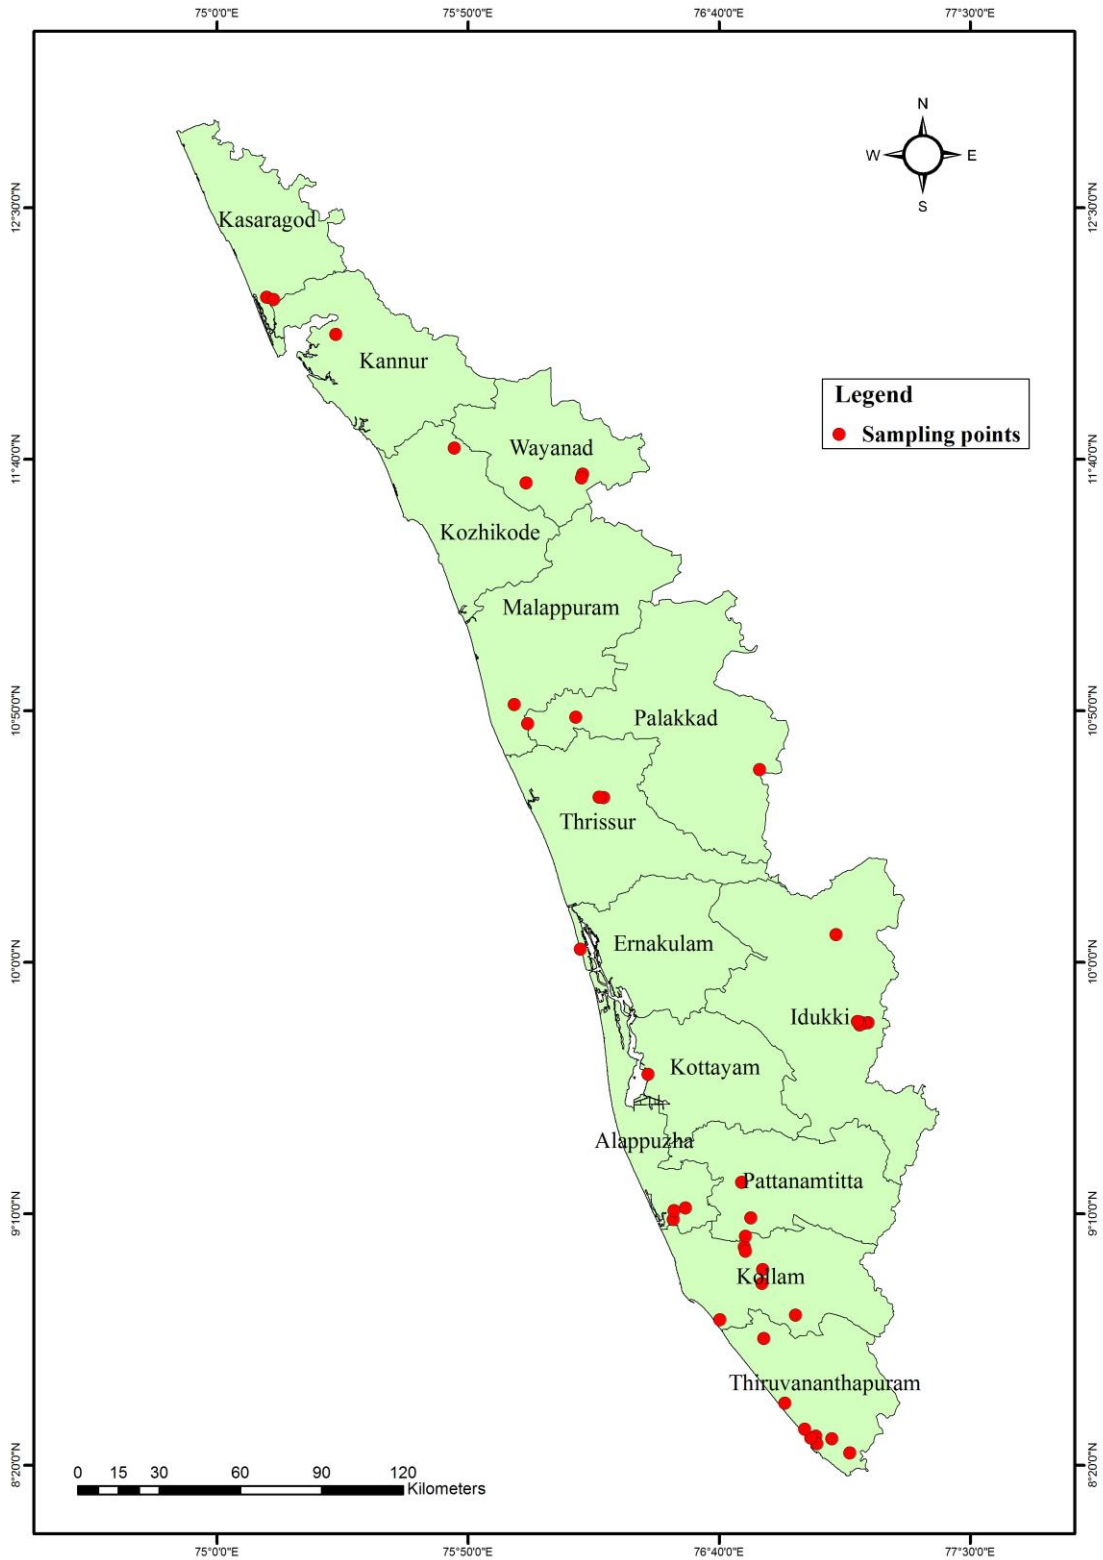 75°0'0"E 75°50'0"E 76°40'0"E 77°30'0"E
N
W E
S
12°30'0"N 12°30'0"N
Kasaragod
Kannur
Legend
Sampling points
Wayanad
11°40'0"N 11°40'0"N
Kozhikode
Malappuram
10°50'0"N 10°50'0"N
Palakkad
Thrissur
Ernakulam
10°0'0"N 10°0'0"N
Idukki
Kottayam
Alappuzha
Pattanamtitta
9°10'0"N 9°10'0"N
Kollam
Thiruvananthapuram
8°20'0"N 8°20'0"N
0 15 30 60 90 120
Kilometers
75°0'0"E 75°50'0"E 76°40'0"E 77°30'0"E